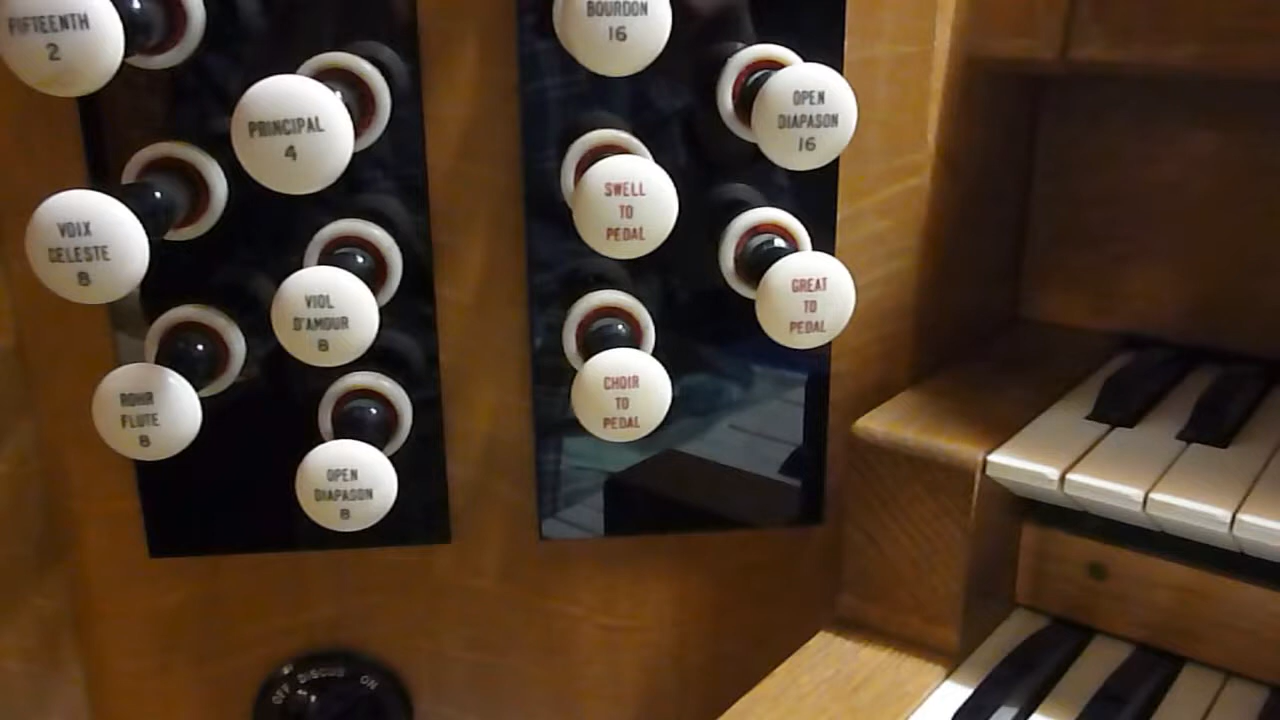 FIFTEENTH
2
PRINCIPAL
4
VOIX
CELESTE
8
VIOL
D'AMOUR
8
ROHR
FLUTE
8
OPEN
DIAPASON
8
BOURDON
16
OPEN
DIAPASON
16
SWELL
TO
PEDAL
GREAT
TO
PEDAL
CHOIR
TO
PEDAL
OFF DISCUS ON